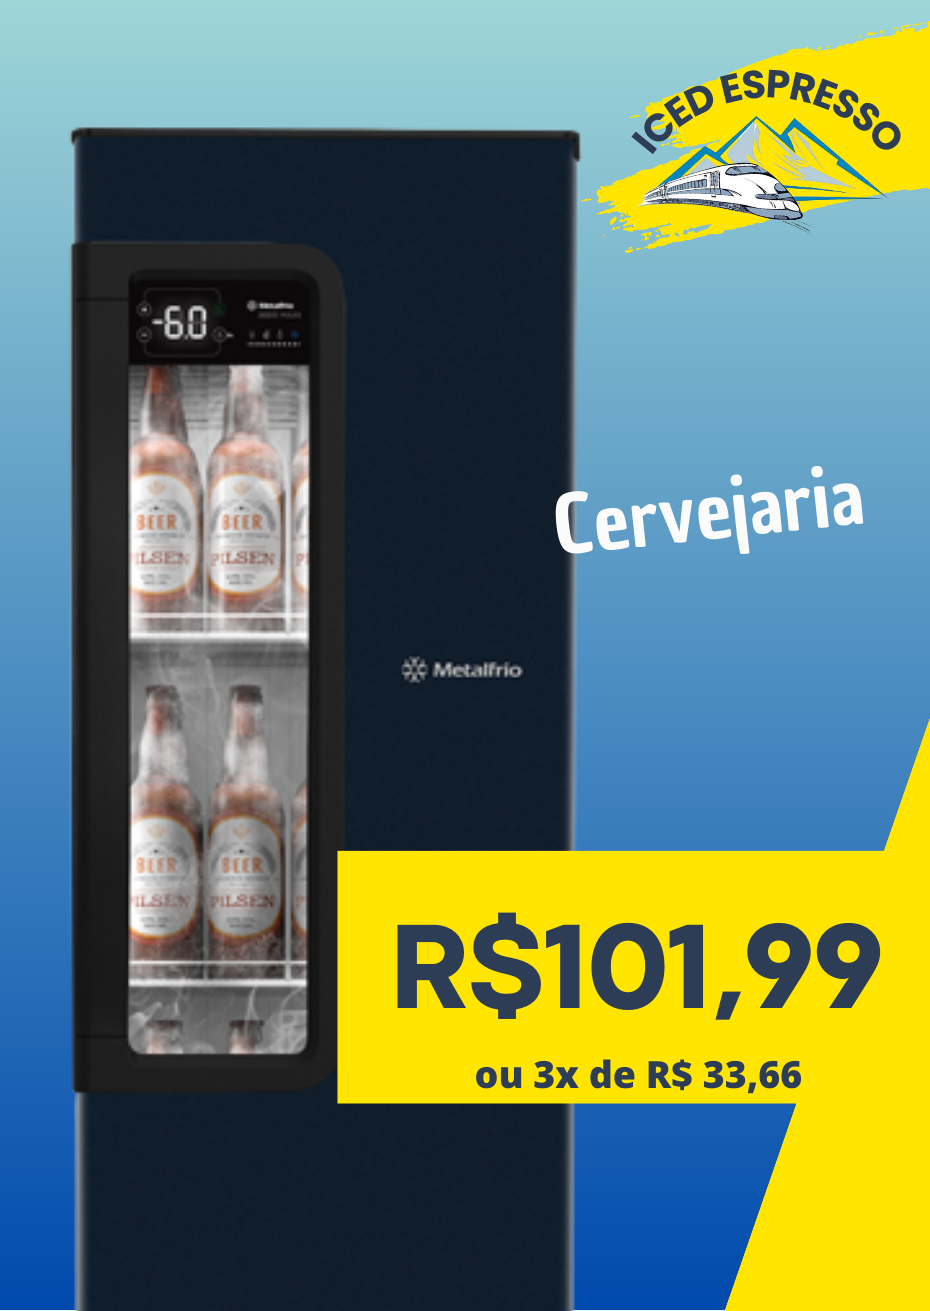 ICED ESPRESSO
-6.0
Metalfrio
Cervejaria
BEER
BEER
PILSEN
PILSEN
Metalfrio
BEER
BEER
PILSEN
PILSEN
R$101,99
ou 3x de R$ 33,66